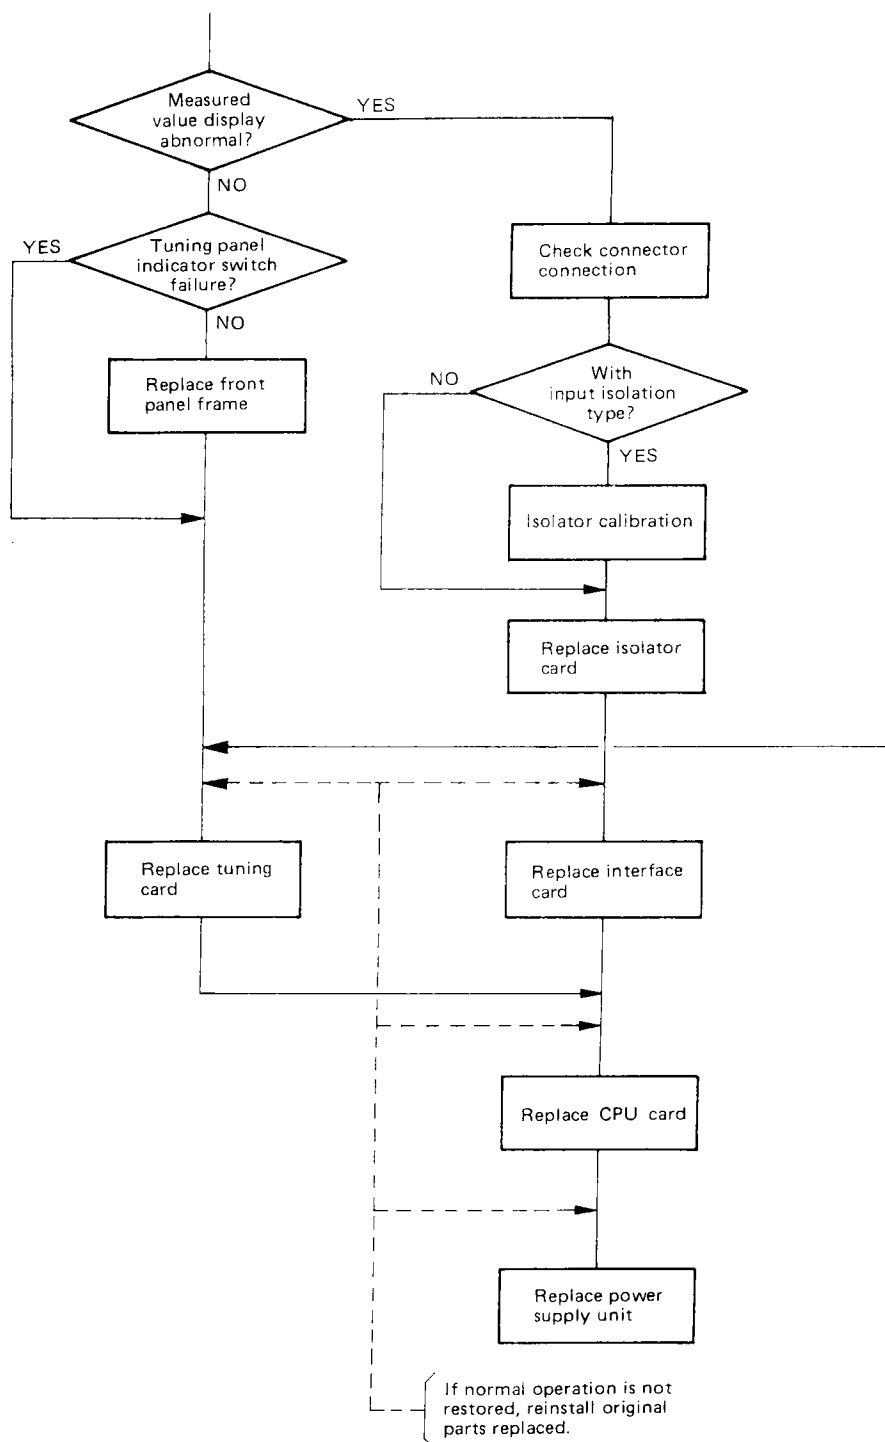 Measured
value display
abnormal?
YES
NO
YES
Tuning panel
indicator switch
failure?
NO
Check connector
connection
Replace front
panel frame
NO
With
input isolation
type?
YES
Isolator calibration
Replace isolator
card
Replace tuning
card
Replace interface
card
Replace CPU card
Replace power
supply unit
If normal operation is not
restored, reinstall original
parts replaced.